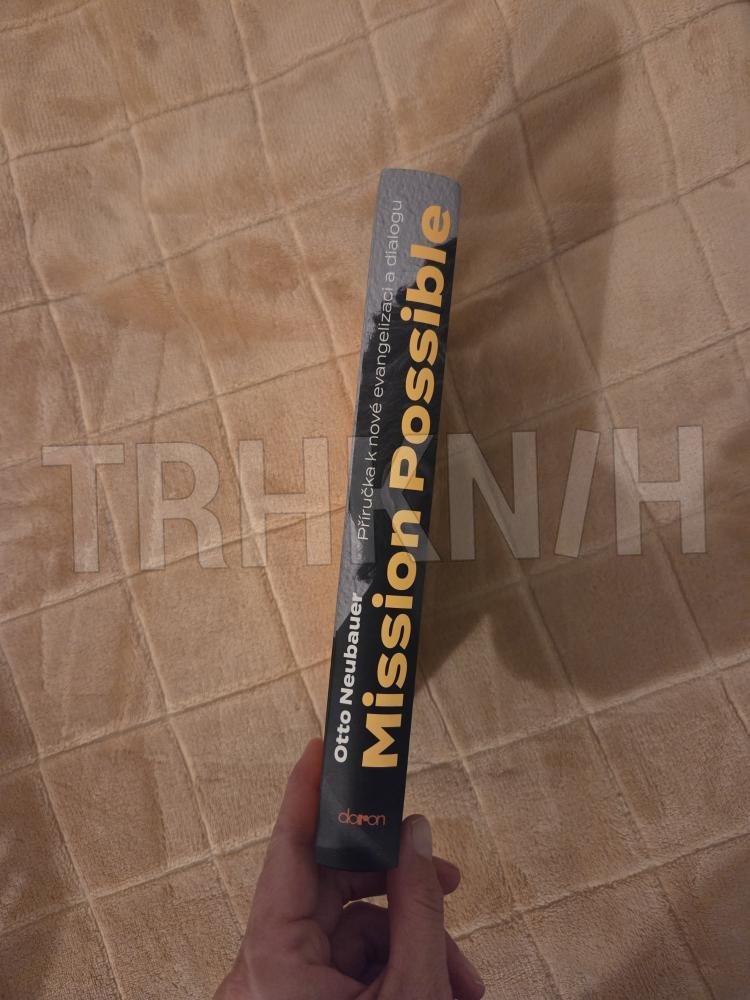 Otto Neubauer
Příručka k nové evangelizaci a dialogu
Mission Possible
doron
TRHKNIH